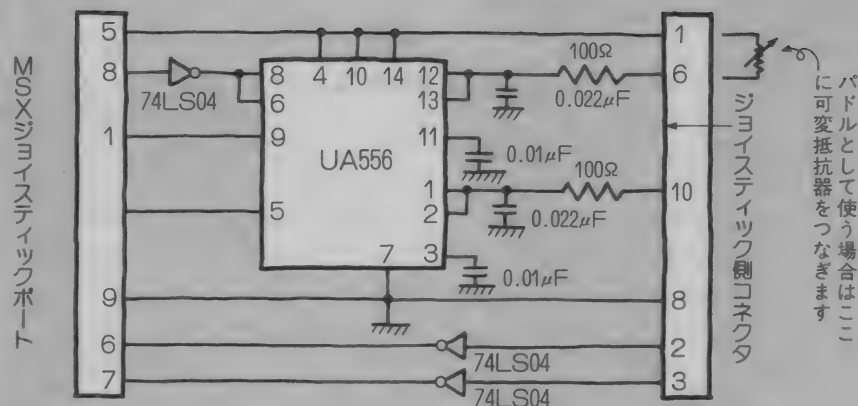 MSXジョイスティックポート
5
8
1
9
6
7
74LS04
8
6
9
5
4
10
14
12
13
11
1
2
3
7
UA556
100Ω
0.022μF
0.01μF
100Ω
0.022μF
0.01μF
74LS04
74LS04
1
6
10
8
2
3
ジョイスティック側コネクタ
パドルとして使う場合はここ
に可変抵抗器をつなぎます